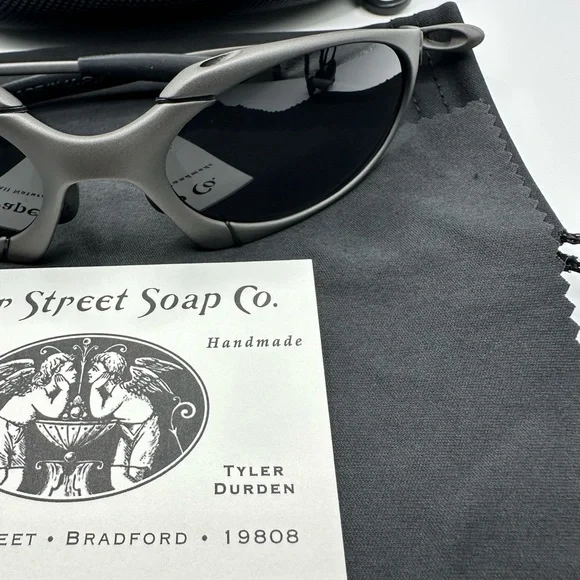 r Street Soap Co.
Handmade
TYLER
DURDEN
EET • BRADFORD • 19808